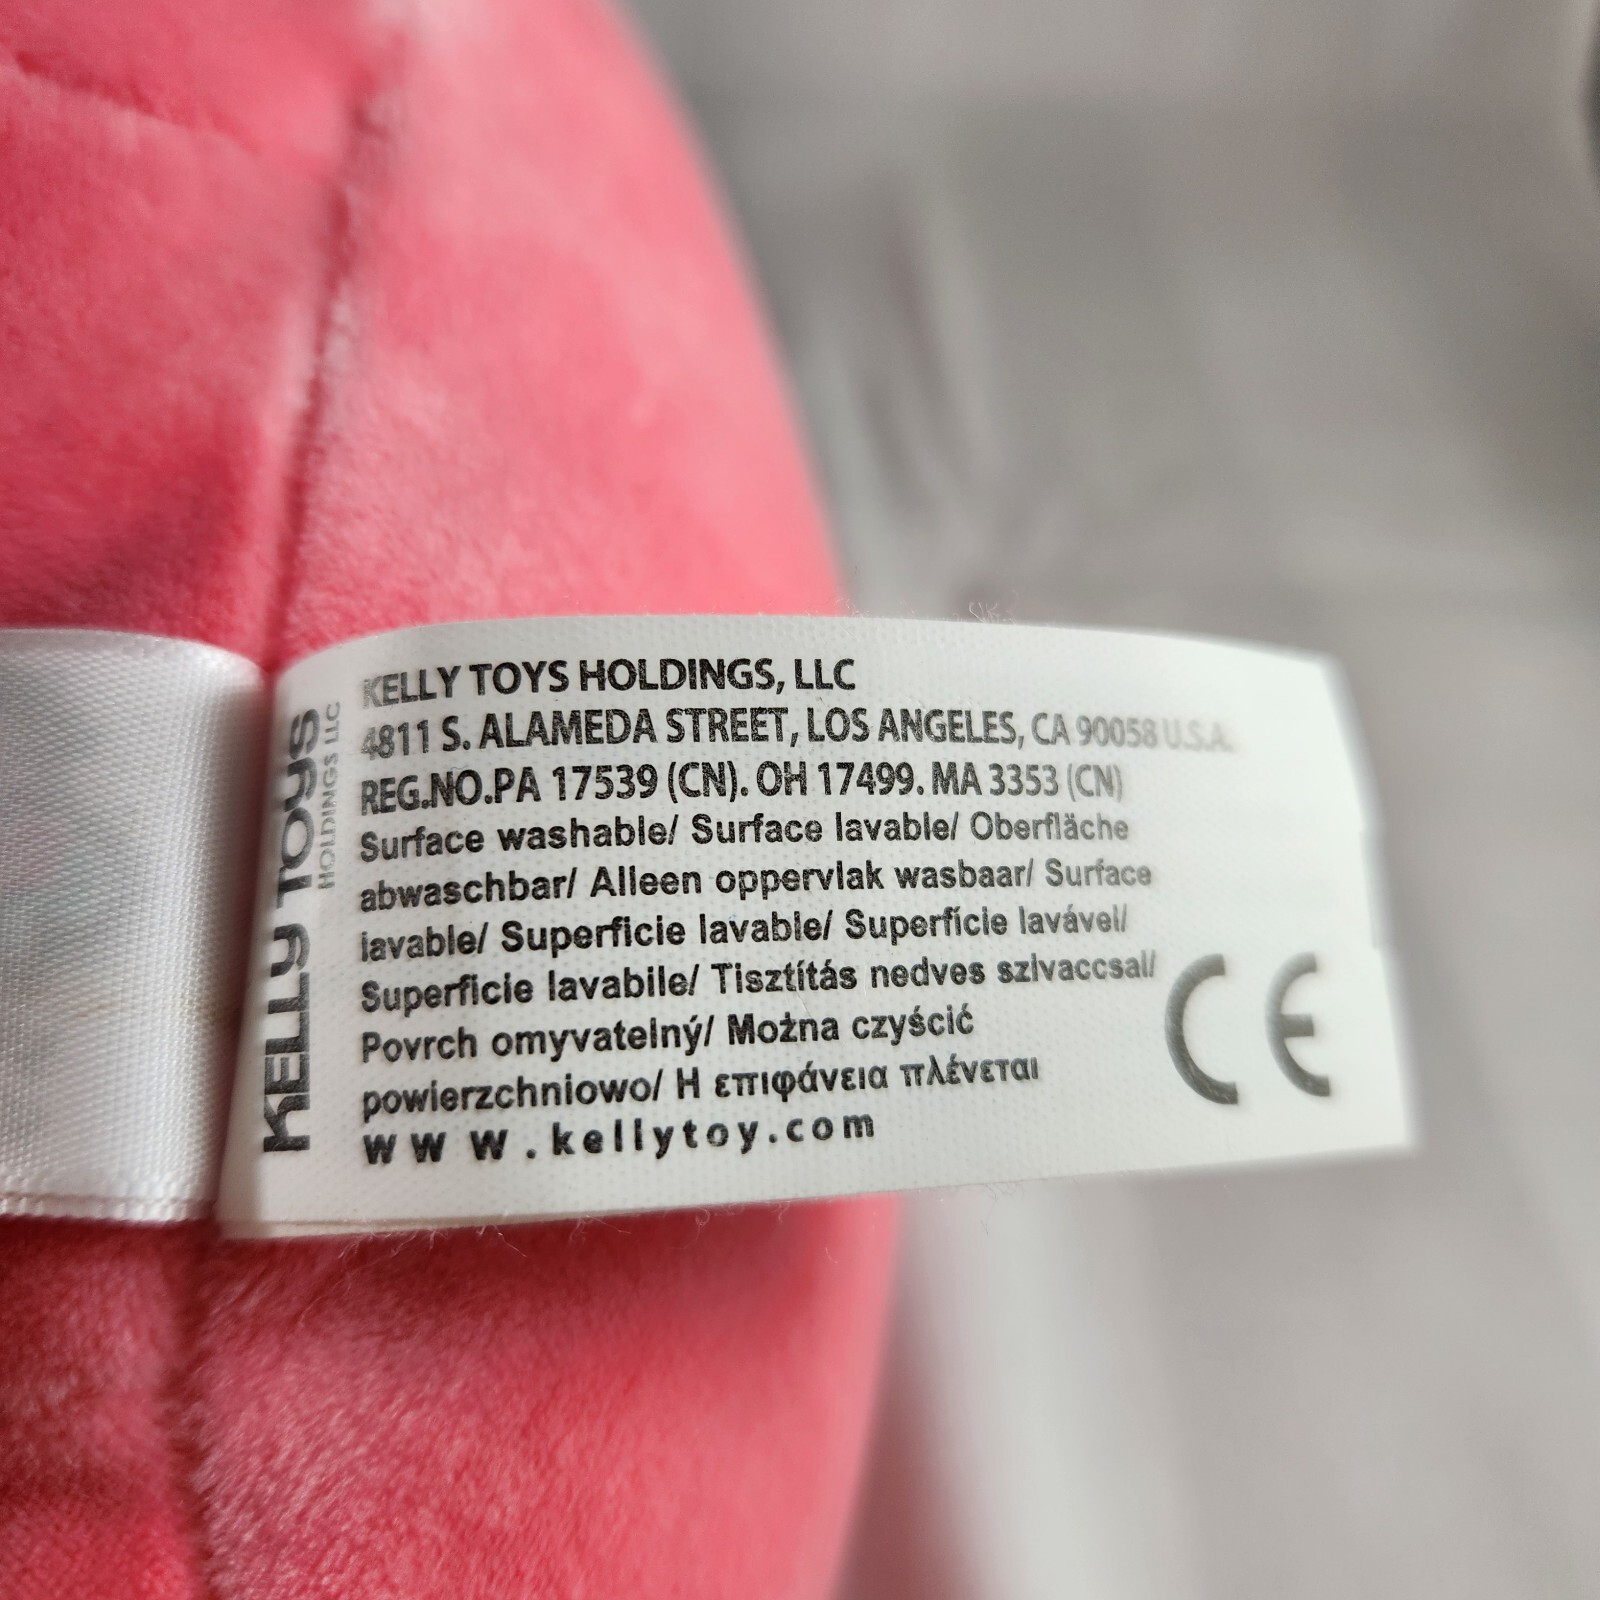 KELLY TOYS
HOLDINGS LLC
KELLY TOYS HOLDINGS, LLC
4811 S. ALAMEDA STREET, LOS ANGELES, CA 90058 U.S.A.
REG.NO.PA 17539 (CN). OH 17499. MA 3353 (CN)
Surface washable/ Surface lavable/ Oberfläche
abwaschbar/ Alleen oppervlak wasbaar/ Surface
lavable/ Superficie lavable/ Superfície lavável/
Superficie lavabile/ Tisztítás nedves szivaccsal/
Povrch omyvatelný/ Można czyścić
powierzchniowo/ Η επιφάνεια πλένεται
www.kellytoy.com
CE